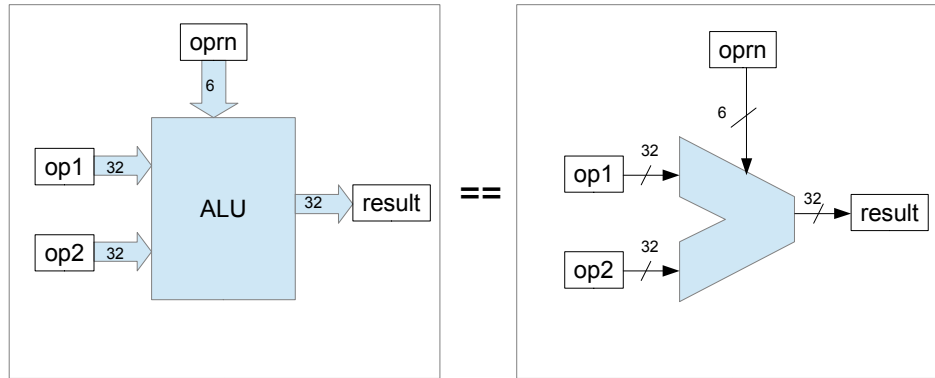 oprn
6
op1
32
ALU
32
result
op2
32
==
oprn
6
32
op1
32
result
32
op2